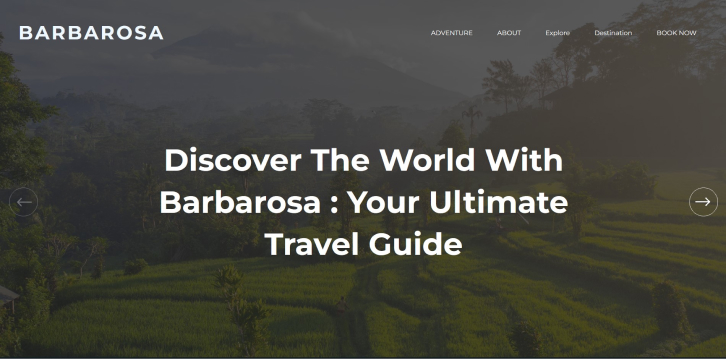 BARBAROSA
ADVENTURE ABOUT Explore Destination BOOK NOW
Discover The World With
Barbarosa : Your Ultimate
Travel Guide